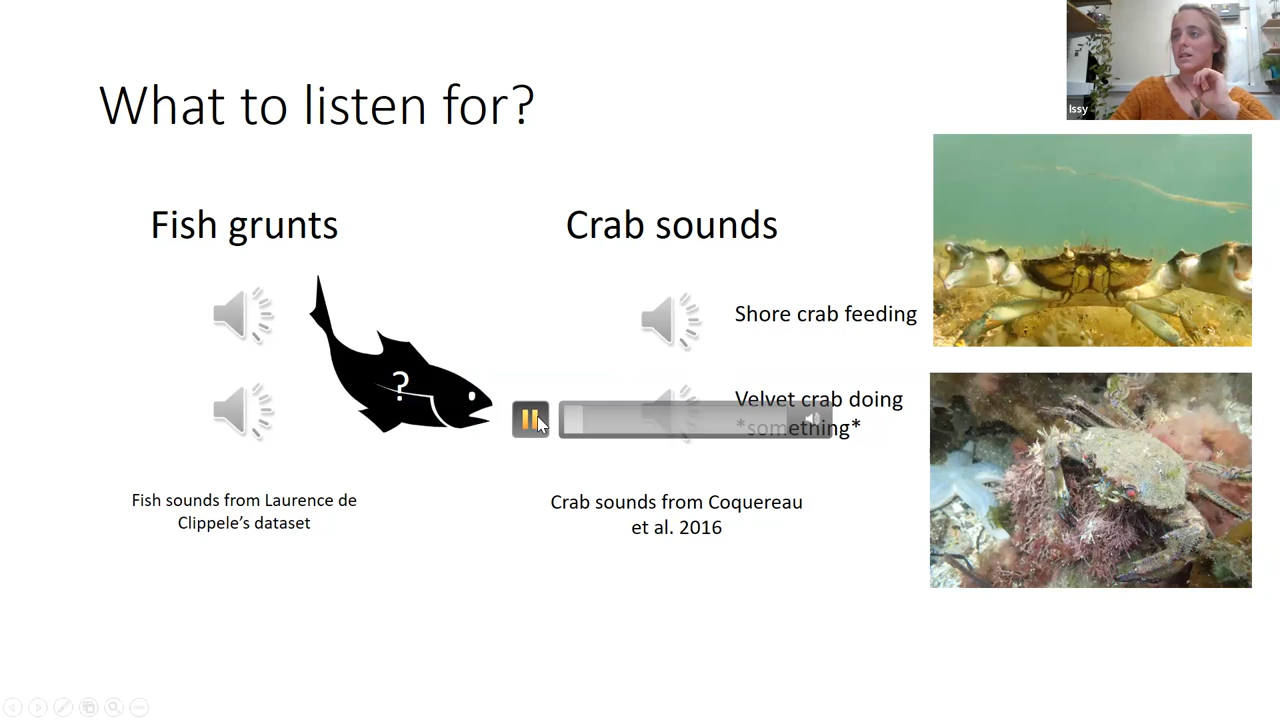 Issy
What to listen for?
Fish grunts
Crab sounds
?
Shore crab feeding
Velvet crab doing
*something*
Fish sounds from Laurence de
Clippele's dataset
Crab sounds from Coquereau
et al. 2016